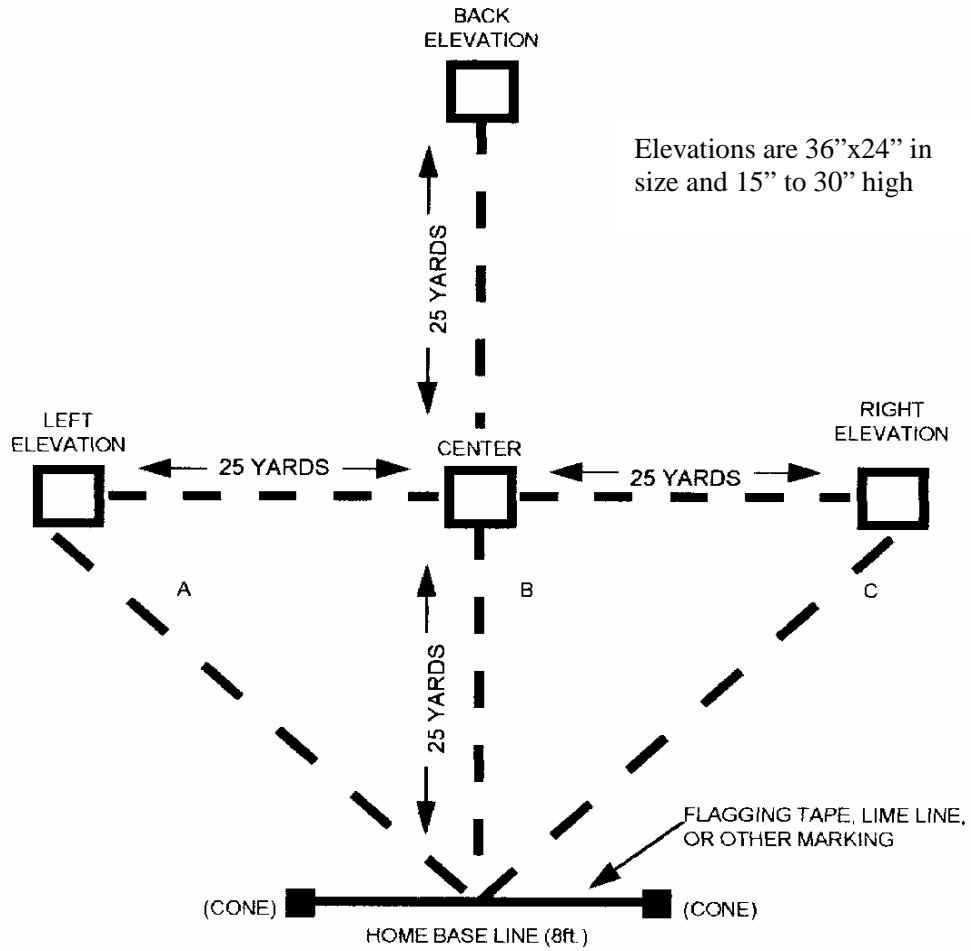 BACK
ELEVATION
Elevations are 36”x24” in
size and 15” to 30” high
25 YARDS
LEFT
ELEVATION
25 YARDS
CENTER
25 YARDS
RIGHT
ELEVATION
A
B
C
25 YARDS
FLAGGING TAPE, LIME LINE,
OR OTHER MARKING
(CONE)
(CONE)
HOME BASE LINE (8ft.)